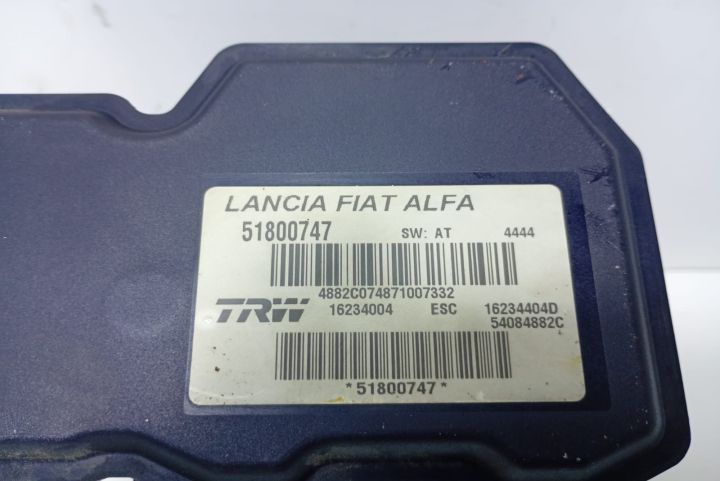 LANCIA FIAT ALFA
51800747 SW: AT 4444
4882C074871007332
TRW 16234004 ESC 16234404D
54084882C
*51800747*